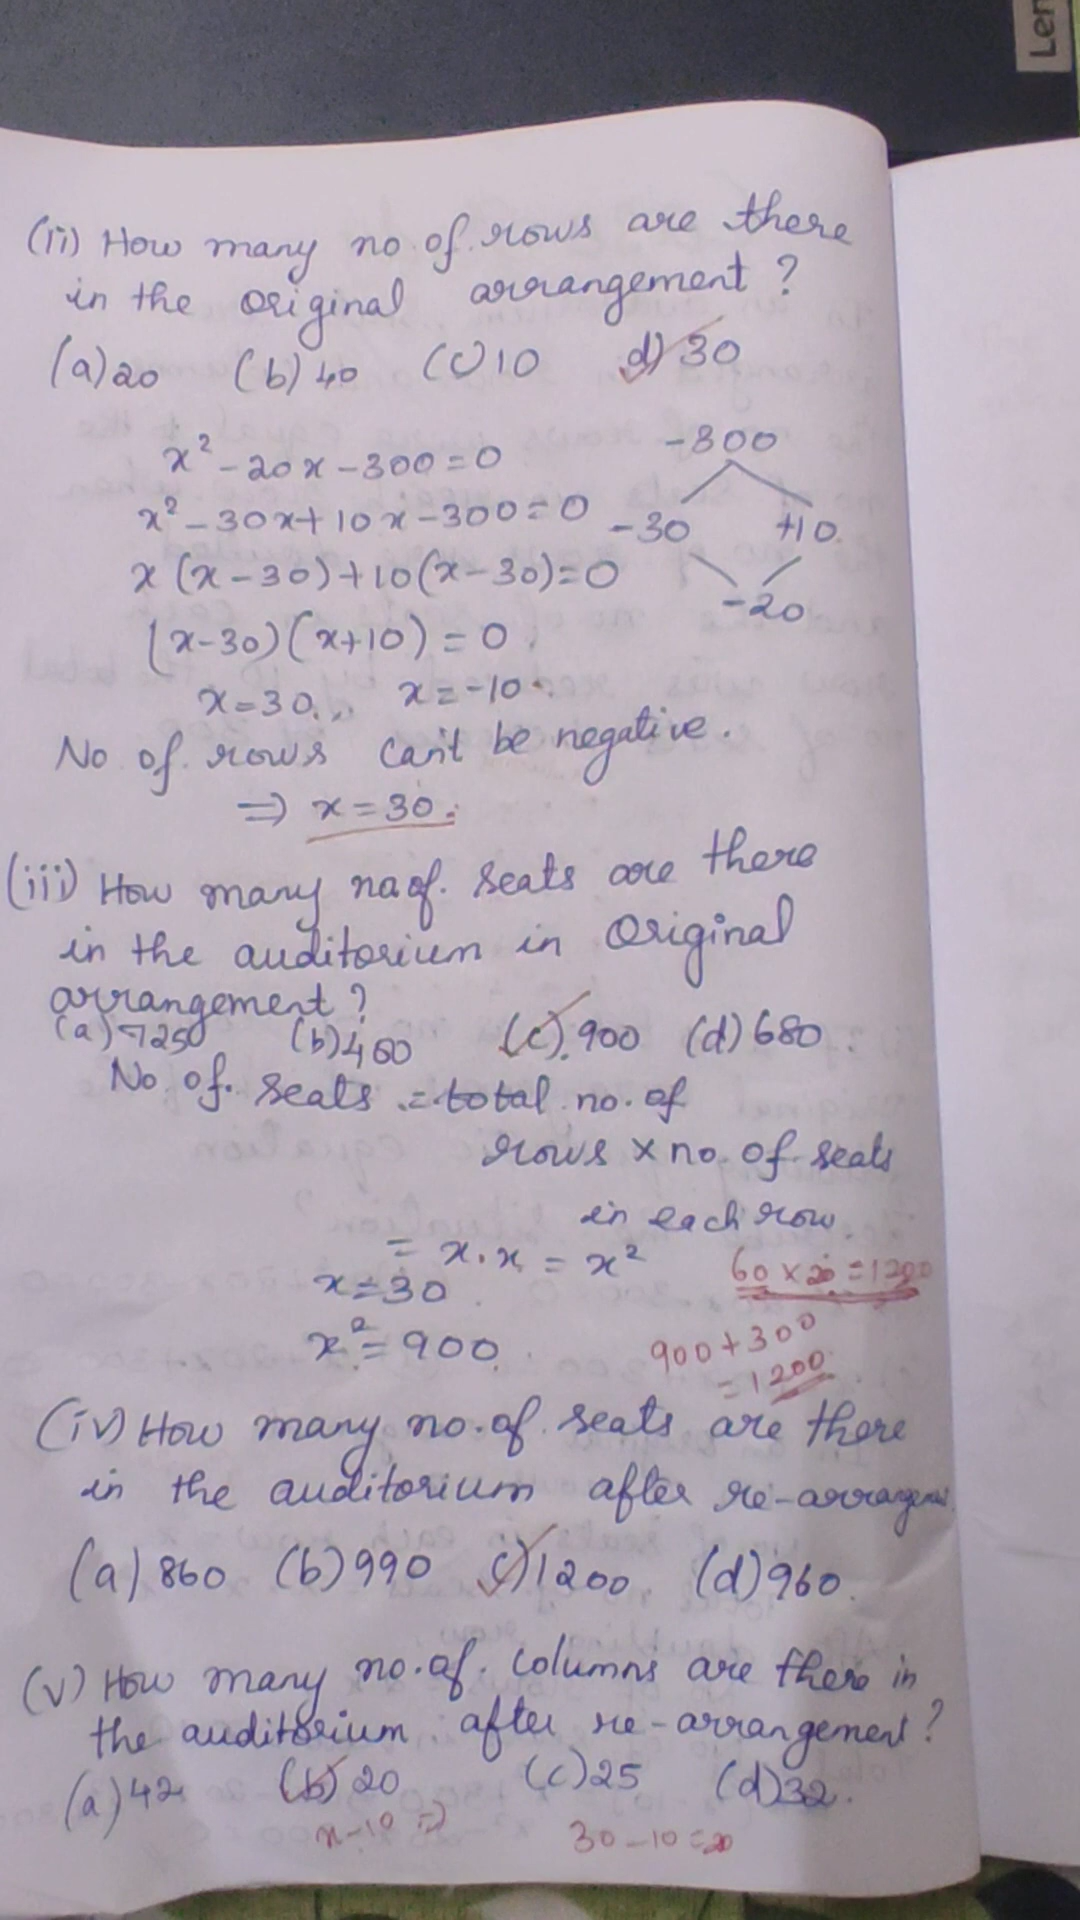 Len
(ii) How many no. of. rows are there
in the original arrangement ?
(a) 20 (b) 40 (c) 10 (d) 30
x² - 20x - 300 = 0
x² - 30x + 10x - 300 = 0
x (x - 30) + 10 (x - 30) = 0
(x - 30) (x + 10) = 0
x = 30, x = -10
-300
-30 +10
-20
No of. rows can't be negative.
⇒ x = 30.
(iii) How many no of. seats are there
in the auditorium in original
arrangement ?
(a) 7250 (b) 460 (c) 900 (d) 680
No. of. seats = total no. of
rows × no. of seats
in each row
= x . x = x²
x = 30
x² = 900
60 × 20 = 1200
900 + 300
= 1200
(iv) How many no. of. seats are there
in the auditorium after
(a) 860 (b) 990 (c) 1200 (d) 960.
(v) How many no. of. columns are there in
the auditorium after re-arrangement ?
(a) 42 (b) 20 (c) 25 (d) 32.
x - 10 ⇒ 30 - 10 = 20